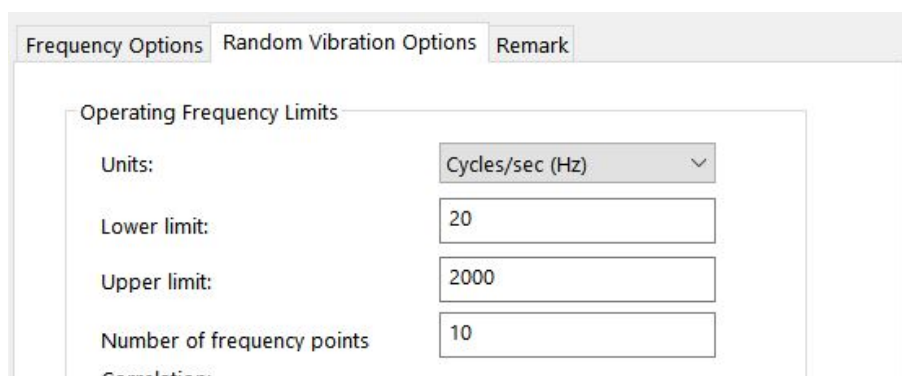 Frequency Options Random Vibration Options Remark
Operating Frequency Limits
Units: Cycles/sec (Hz)
Lower limit: 20
Upper limit: 2000
Number of frequency points 10
Correlation: